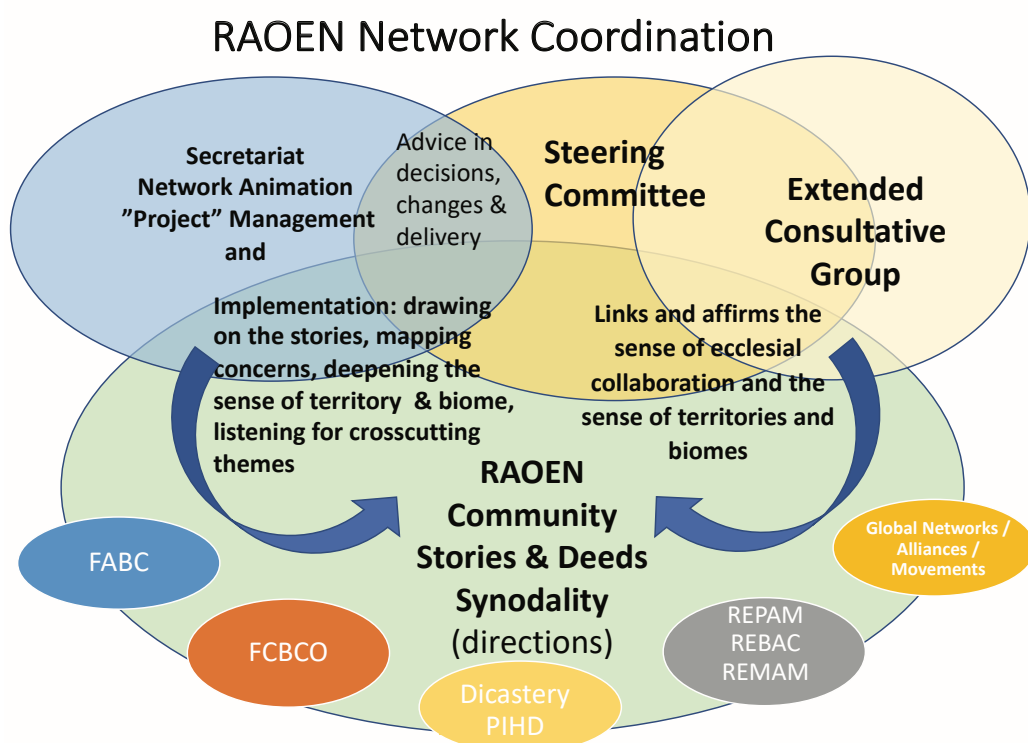 RAOEN Network Coordination
Secretariat
Network Animation
”Project” Management
and
Implementation: drawing
on the stories, mapping
concerns, deepening the
sense of territory & biome,
listening for crosscutting
themes
Advice in
decisions,
changes &
delivery
Steering
Committee
Extended
Consultative
Group
Links and affirms the
sense of ecclesial
collaboration and the
sense of territories and
biomes
RAOEN
Community
Stories & Deeds
Synodality
(directions)
FABC
FCBCO
Dicastery
PIHD
REPAM
REBAC
REMAM
Global Networks /
Alliances /
Movements